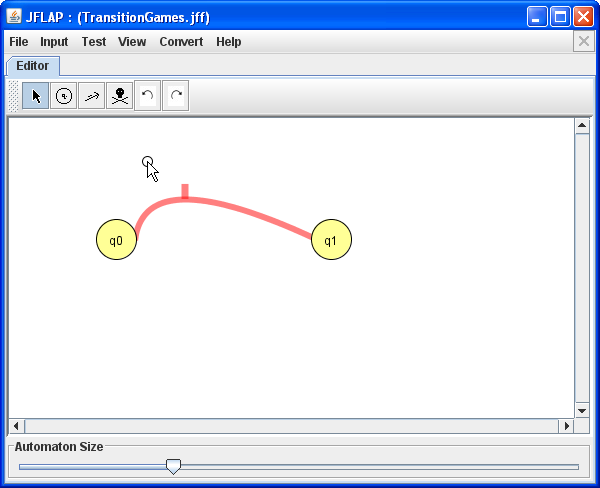 JFLAP : (TransitionGames.jff)
File Input Test View Convert Help
Editor
q0 q1
Automaton Size